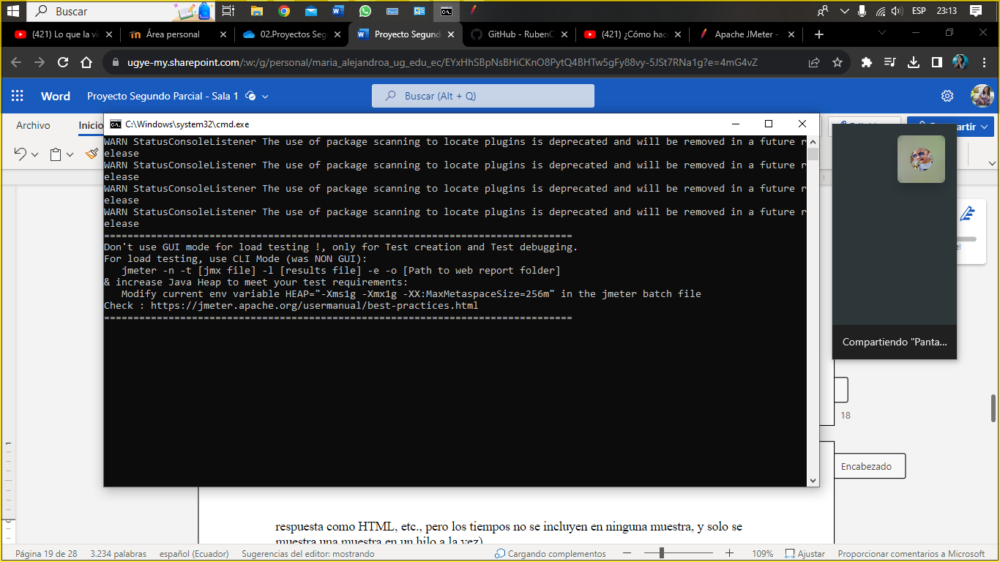 Buscar
ESP 23:13
(421) Lo que la vi
Área personal
02.Proyectos Seg
Proyecto Segund
GitHub - RubenC
(421) ¿Cómo hac
Apache JMeter -
ugye-my.sharepoint.com/:w:/g/personal/maria_alejandroa_ug_edu_ec/EYxHhSBpNsBHiCKnO8PytQ4BHTw5gFy88vy-5JSt7RNa1g?e=4mG4vZ
Word Proyecto Segundo Parcial - Sala 1
Buscar (Alt + Q)
Archivo Inicio
C:\Windows\system32\cmd.exe
WARN StatusConsoleListener The use of package scanning to locate plugins is deprecated and will be removed in a future r
elease
WARN StatusConsoleListener The use of package scanning to locate plugins is deprecated and will be removed in a future r
elease
WARN StatusConsoleListener The use of package scanning to locate plugins is deprecated and will be removed in a future r
elease
WARN StatusConsoleListener The use of package scanning to locate plugins is deprecated and will be removed in a future r
elease
================================================================================
Don't use GUI mode for load testing !, only for Test creation and Test debugging.
For load testing, use CLI Mode (was NON GUI):
jmeter -n -t [jmx file] -l [results file] -e -o [Path to web report folder]
& increase Java Heap to meet your test requirements:
Modify current env variable HEAP="-Xms1g -Xmx1g -XX:MaxMetaspaceSize=256m" in the jmeter batch file
Check : https://jmeter.apache.org/usermanual/best-practices.html
================================================================================
artir
Compartiendo "Panta...
18
Encabezado
respuesta como HTML, etc., pero los tiempos no se incluyen en ninguna muestra, y solo se
muestra una muestra en un hilo a la vez)
Página 19 de 28 3.234 palabras español (Ecuador) Sugerencias del editor: mostrando Cargando complementos 109% Ajustar Proporcionar comentarios a Microsoft